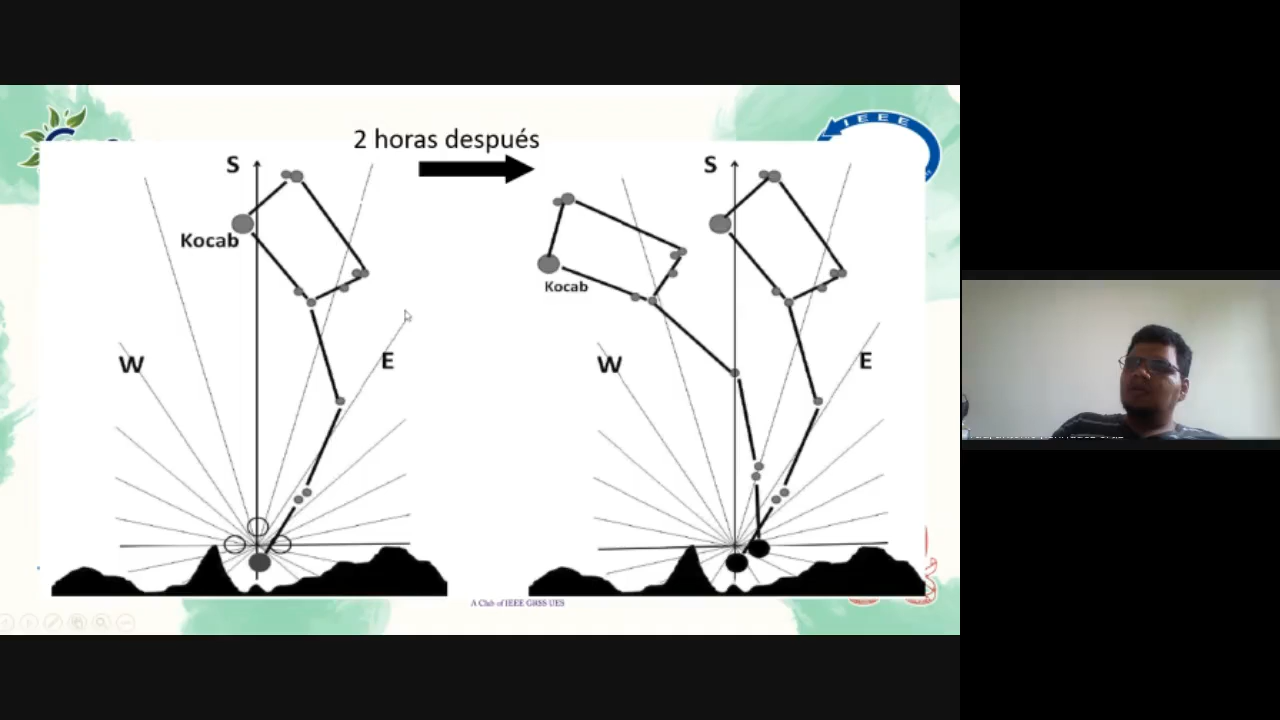 IEEE
2 horas después
S
Kocab
W
E
S
Kocab
W
E
A Club of IEEE GRSS UES